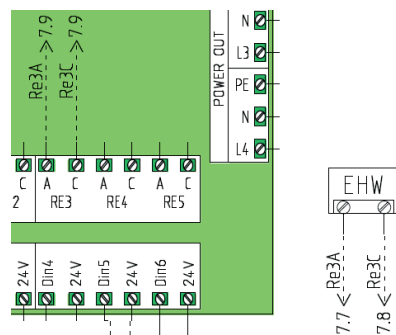 Re3A -> 7.9
Re3C -> 7.9
POWER OUT
N
L3
PE
N
L4
C A C A C A C
2 RE3 RE4 RE5
24V Din4 24V Din5 24V Din6 24V
EHW
7.7 <- Re3A
7.8 <- Re3C